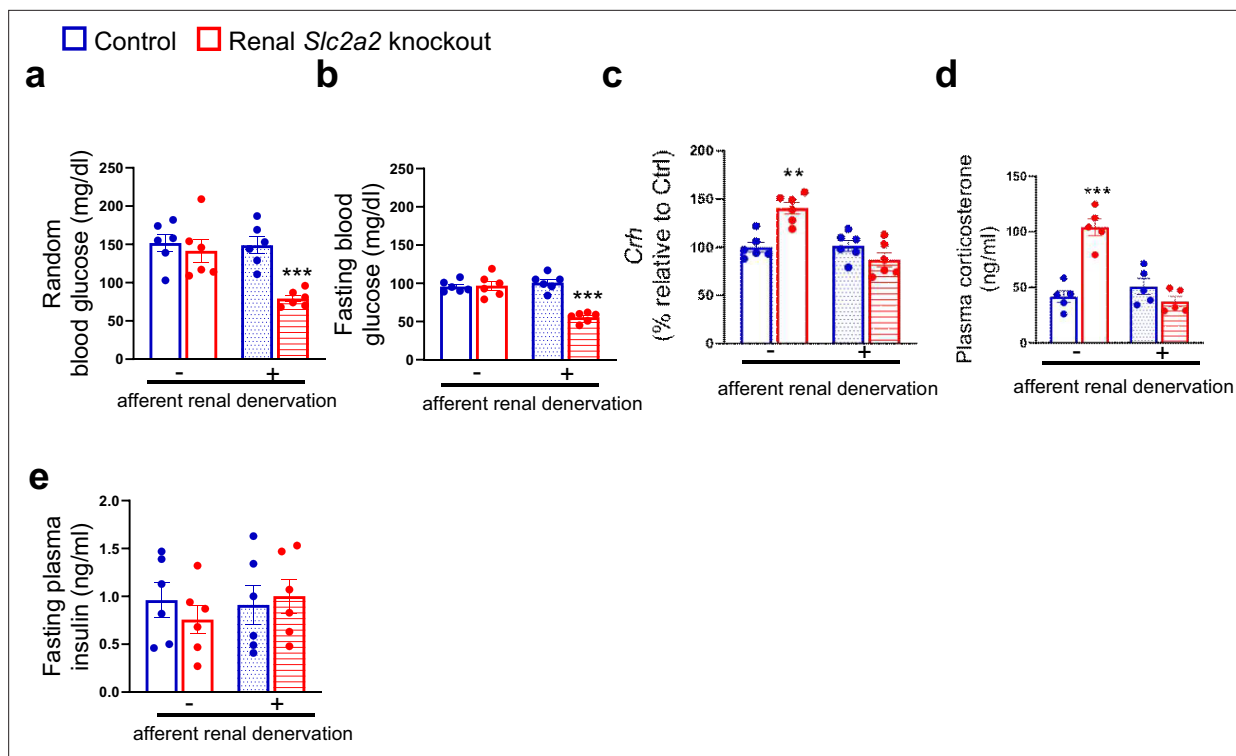 Control Renal Slc2a2 knockout
a
Random
blood glucose (mg/dl)
250
200
150
100
50
0
***
- +
afferent renal denervation
b
Fasting blood
glucose (mg/dl)
250
200
150
100
50
0
***
- +
afferent renal denervation
c
Crh
(% relative to Ctrl)
200
150
100
50
0
**
- +
afferent renal denervation
d
Plasma corticosterone
(ng/ml)
150
100
50
0
***
- +
afferent renal denervation
e
Fasting plasma
insulin (ng/ml)
2.0
1.5
1.0
0.5
0.0
- +
afferent renal denervation